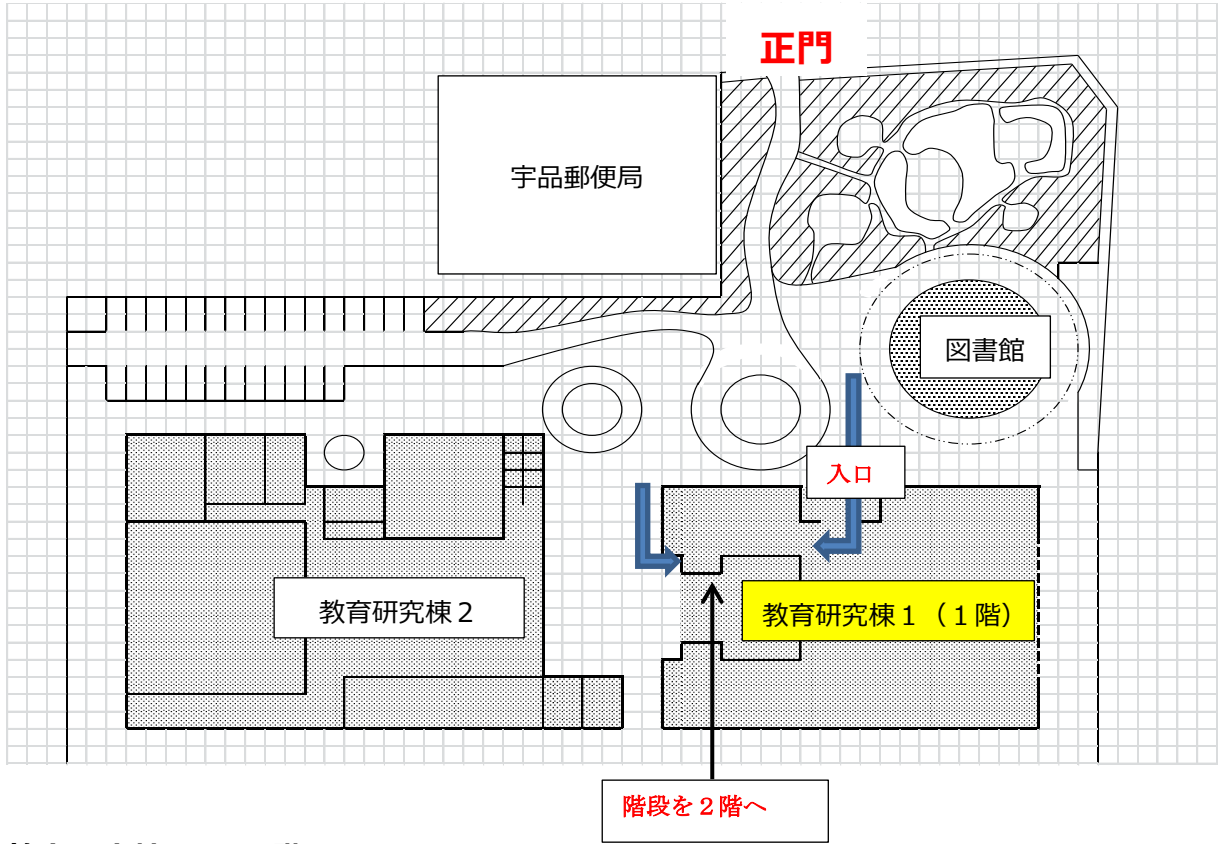 正門
宇品郵便局
図書館
入口
教育研究棟２
教育研究棟１（１階）
階段を２階へ